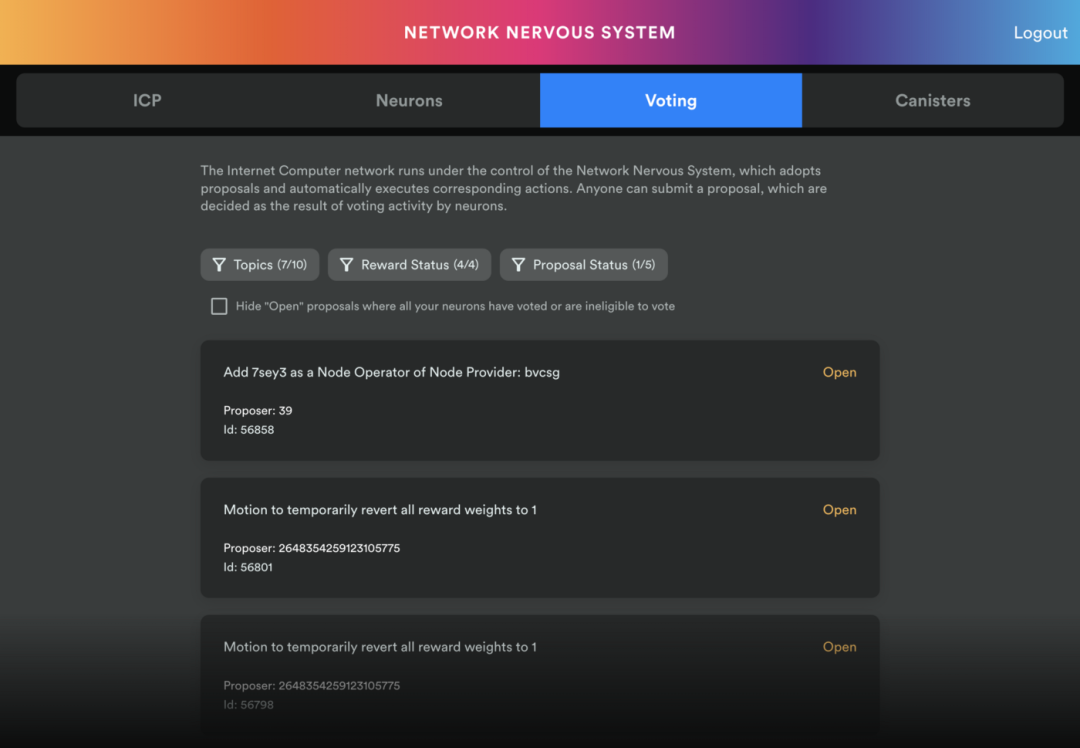 NETWORK NERVOUS SYSTEM
Logout
ICP
Neurons
Voting
Canisters
The Internet Computer network runs under the control of the Network Nervous System, which adopts
proposals and automatically executes corresponding actions. Anyone can submit a proposal, which are
decided as the result of voting activity by neurons.
Topics (7/10)
Reward Status (4/4)
Proposal Status (1/5)
Hide "Open" proposals where all your neurons have voted or are ineligible to vote
Add 7sey3 as a Node Operator of Node Provider: bvcsg
Open
Proposer: 39
Id: 56858
Motion to temporarily revert all reward weights to 1
Open
Proposer: 2648354259123105775
Id: 56801
Motion to temporarily revert all reward weights to 1
Open
Proposer: 2648354259123105775
Id: 56798